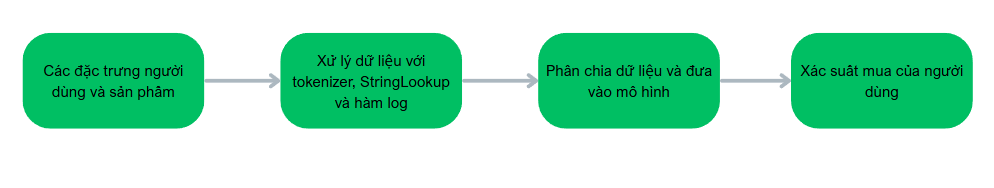 Các đặc trưng người
dùng và sản phẩm
Xử lý dữ liệu với
tokenizer, StringLookup
và hàm log
Phân chia dữ liệu và đưa
vào mô hình
Xác suất mua của người
dùng